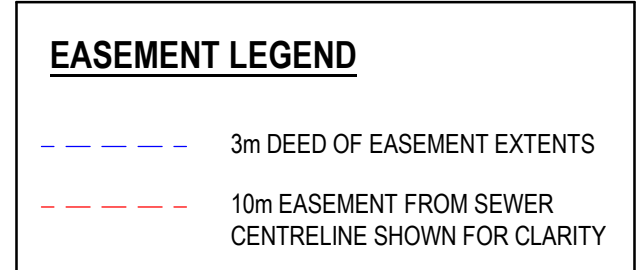 EASEMENT LEGEND
3m DEED OF EASEMENT EXTENTS
10m EASEMENT FROM SEWER
CENTRELINE SHOWN FOR CLARITY